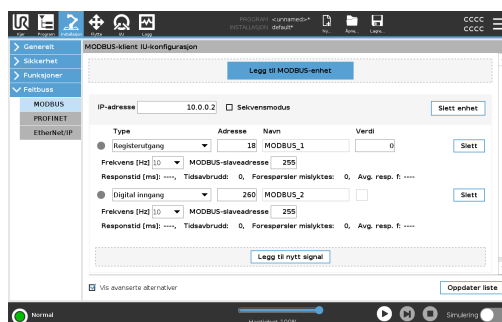 PROGRAM <unnamed>*
INSTALLASJON default*
CCCC
CCCC
Kjør Program Installasjon Flytte I/U Logg Ny... Åpne... Lagre...
Generelt
Sikkerhet
Funksjoner
Feltbuss
MODBUS
PROFINET
EtherNet/IP
MODBUS-klient IU-konfigurasjon
Legg til MODBUS-enhet
IP-adresse 10.0.0.2 Sekvensmodus Slett enhet
Type Adresse Navn Verdi
Registerutgang 18 MODBUS_1 0 Slett
Frekvens [Hz] 10 MODBUS-slaveadresse 255
Responstid [ms]: ----, Tidsavbrudd: 0, Forespørsler mislyktes: 0, Avg. resp. f: ----
Digital inngang 260 MODBUS_2 Slett
Frekvens [Hz] 10 MODBUS-slaveadresse 255
Responstid [ms]: ----, Tidsavbrudd: 0, Forespørsler mislyktes: 0, Avg. resp. f: ----
Legg til nytt signal
Vis avanserte alternativer Oppdater liste
Normal
Hastighet 100%
Simulering